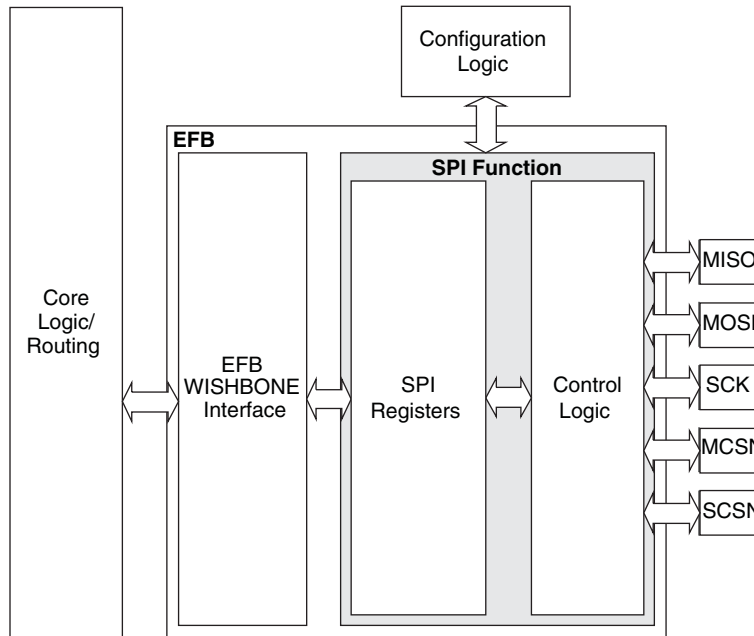 Configuration
Logic
EFB
SPI Function
Core
Logic/
Routing
EFB
WISHBONE
Interface
SPI
Registers
Control
Logic
MISO
MOSI
SCK
MCSN
SCSN